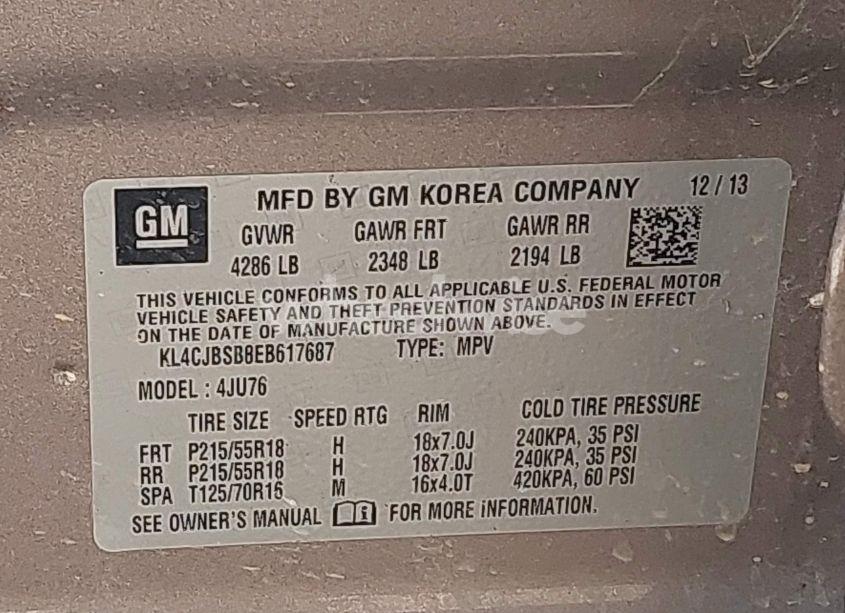 GM
MFD BY GM KOREA COMPANY 12 / 13
GVWR GAWR FRT GAWR RR
4286 LB 2348 LB 2194 LB
THIS VEHICLE CONFORMS TO ALL APPLICABLE U.S. FEDERAL MOTOR
VEHICLE SAFETY AND THEFT PREVENTION STANDARDS IN EFFECT
ON THE DATE OF MANUFACTURE SHOWN ABOVE.
KL4CJBSB8EB617687 TYPE: MPV
MODEL : 4JU76
TIRE SIZE SPEED RTG RIM COLD TIRE PRESSURE
FRT P215/55R18 H 18x7.0J 240KPA, 35 PSI
RR P215/55R18 H 18x7.0J 240KPA, 35 PSI
SPA T125/70R16 M 16x4.0T 420KPA, 60 PSI
SEE OWNER'S MANUAL i FOR MORE INFORMATION.